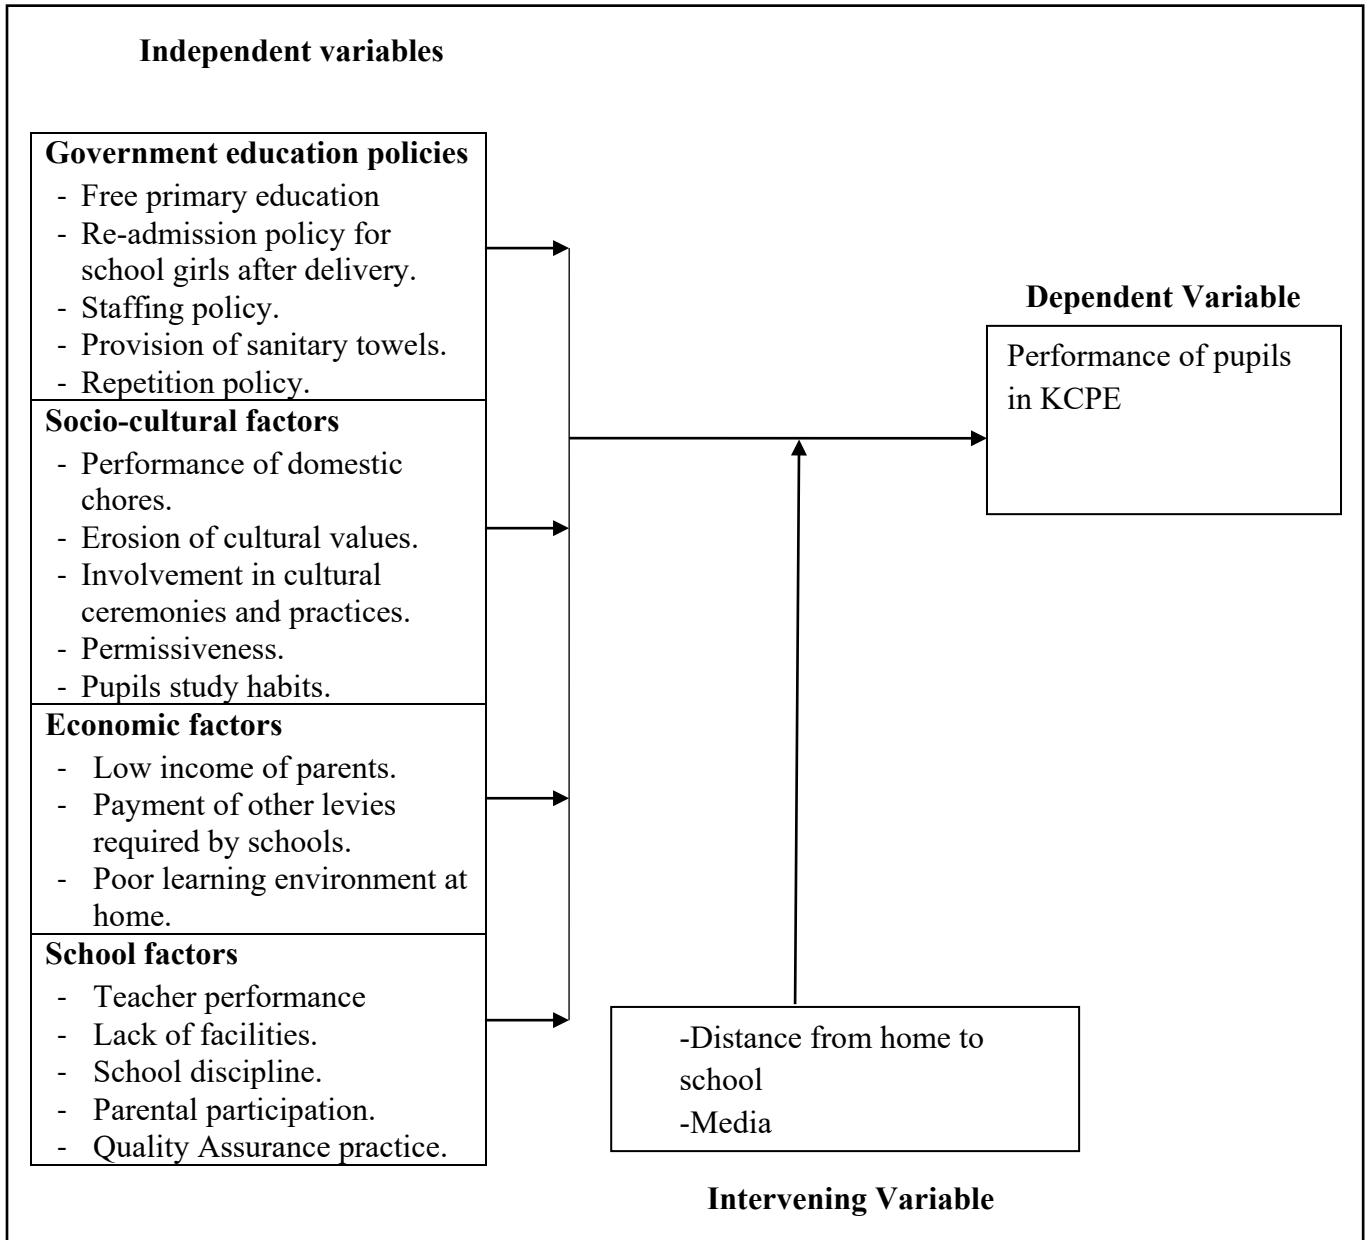 Independent variables
Government education policies
- Free primary education
- Re-admission policy for
school girls after delivery.
- Staffing policy.
- Provision of sanitary towels.
- Repetition policy.
Socio-cultural factors
- Performance of domestic
chores.
- Erosion of cultural values.
- Involvement in cultural
ceremonies and practices.
- Permissiveness.
- Pupils study habits.
Economic factors
- Low income of parents.
- Payment of other levies
required by schools.
- Poor learning environment at
home.
School factors
- Teacher performance
- Lack of facilities.
- School discipline.
- Parental participation.
- Quality Assurance practice.
Dependent Variable
Performance of pupils
in KCPE
-Distance from home to
school
-Media
Intervening Variable